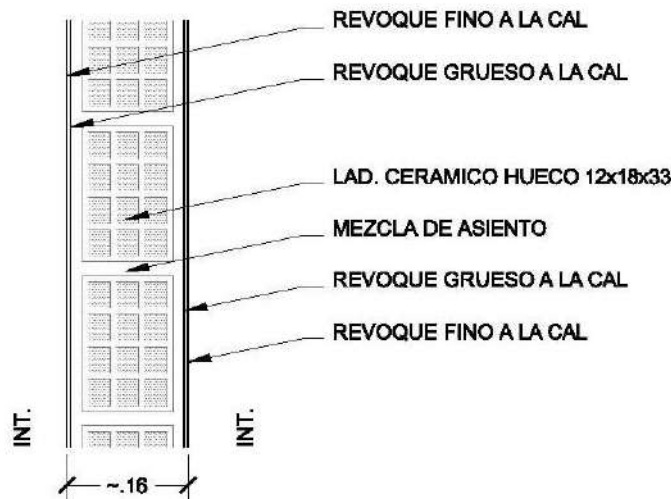 REVOQUE FINO A LA CAL
REVOQUE GRUESO A LA CAL
LAD. CERAMICO HUECO 12x18x33
MEZCLA DE ASIENTO
REVOQUE GRUESO A LA CAL
REVOQUE FINO A LA CAL
INT.
INT.
~.16